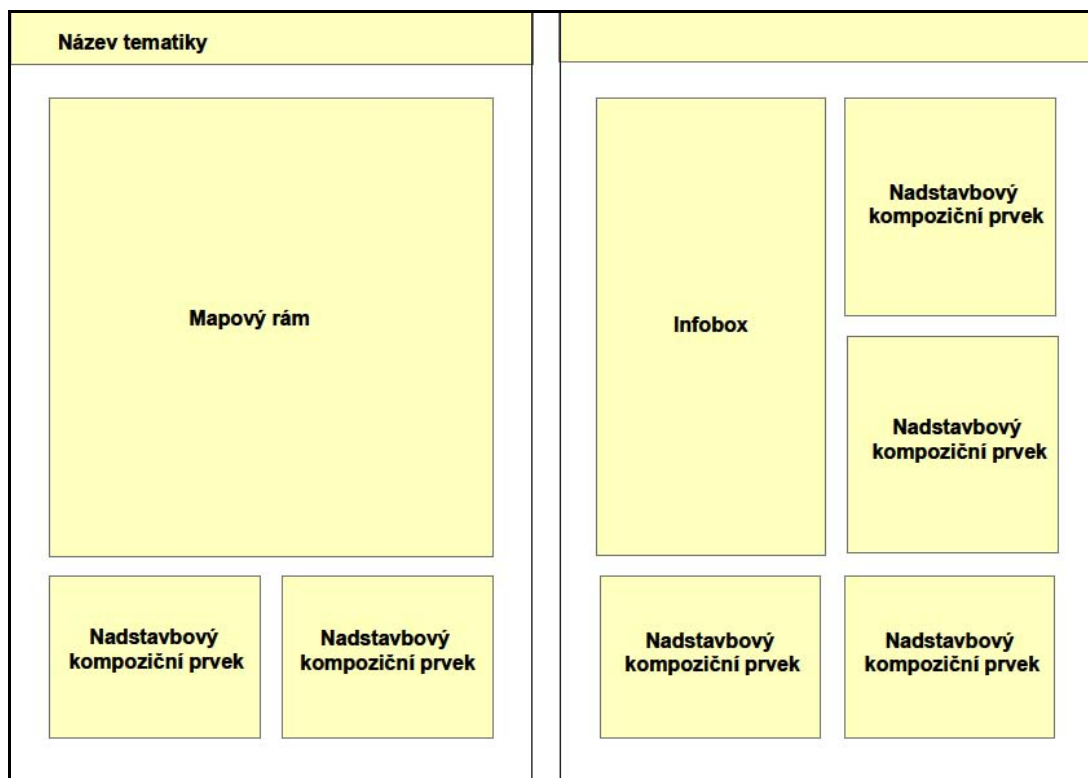 Název tematiky
Mapový rám
Nadstavbový
kompoziční prvek
Nadstavbový
kompoziční prvek
Infobox
Nadstavbový
kompoziční prvek
Nadstavbový
kompoziční prvek
Nadstavbový
kompoziční prvek
Nadstavbový
kompoziční prvek